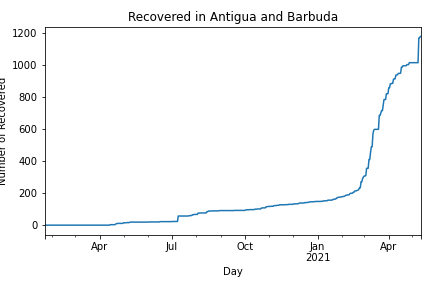 Recovered in Antigua and Barbuda
1200
1000
800
600
400
200
0
Number of Recovered
Apr
Jul
Oct
Jan
2021
Apr
Day